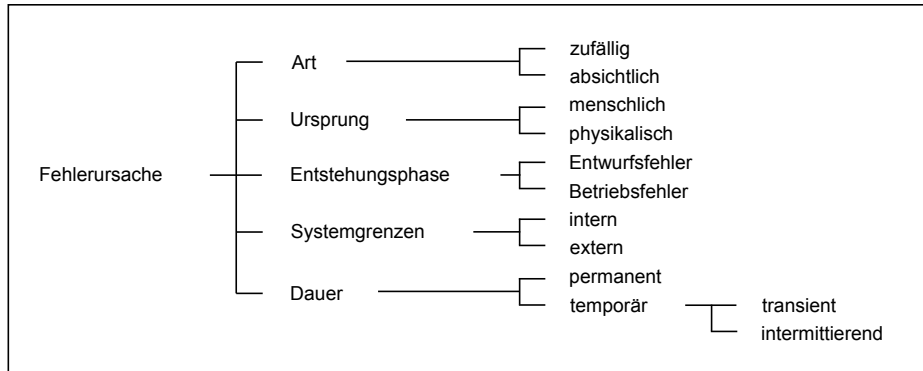 Fehlerursache
Art
zufällig
absichtlich
Ursprung
menschlich
physikalisch
Entstehungsphase
Entwurfsfehler
Betriebsfehler
Systemgrenzen
intern
extern
Dauer
permanent
temporär
transient
intermittierend